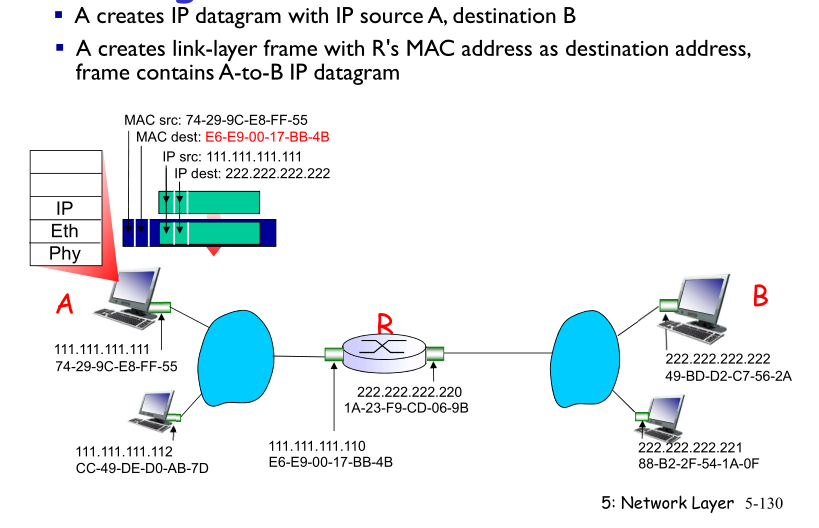 A creates IP datagram with IP source A, destination B
A creates link-layer frame with R's MAC address as destination address,
frame contains A-to-B IP datagram
MAC src: 74-29-9C-E8-FF-55
MAC dest: E6-E9-00-17-BB-4B
IP src: 111.111.111.111
IP dest: 222.222.222.222
IP
Eth
Phy
A
R
B
111.111.111.111
74-29-9C-E8-FF-55
222.222.222.222
49-BD-D2-C7-56-2A
222.222.222.220
1A-23-F9-CD-06-9B
111.111.111.112
CC-49-DE-D0-AB-7D
111.111.111.110
E6-E9-00-17-BB-4B
222.222.222.221
88-B2-2F-54-1A-0F
5: Network Layer 5-130